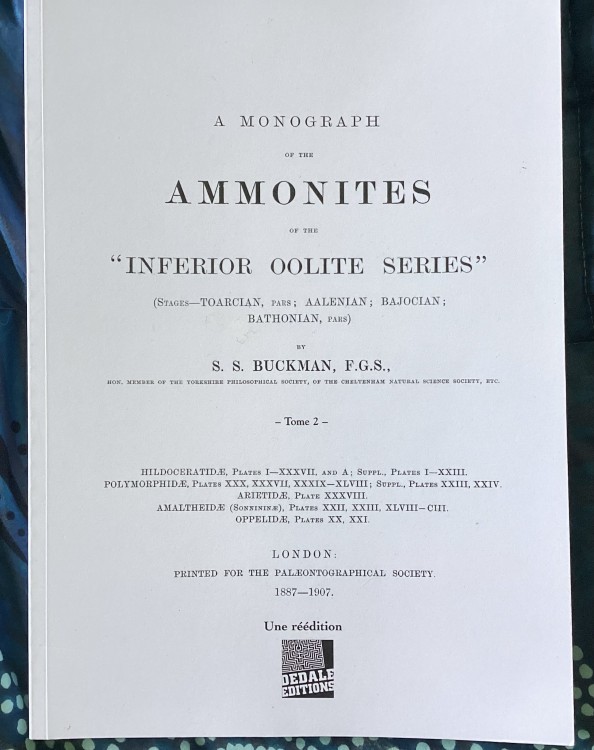 A MONOGRAPH
OF THE
AMMONITES
OF THE
“INFERIOR OOLITE SERIES”
(Stages—TOARCIAN, pars; AALENIAN; BAJOCIAN;
BATHONIAN, pars)
BY
S. S. BUCKMAN, F.G.S.,
HON. MEMBER OF THE YORKSHIRE PHILOSOPHICAL SOCIETY, OF THE CHELTENHAM NATURAL SCIENCE SOCIETY, ETC.
– Tome 2 –
HILDOCERATIDÆ, Plates I—XXXVII, and A; Suppl., Plates I—XXIII.
POLYMORPHIDÆ, Plates XXX, XXXVII, XXXIX—XLVIII; Suppl., Plates XXIII, XXIV.
ARIETIDÆ, Plate XXXVIII.
AMALTHEIDÆ (Sonnininæ), Plates XXII, XXIII, XLVIII—CIII.
OPPELIDÆ, Plates XX, XXI.
LONDON:
PRINTED FOR THE PALÆONTOGRAPHICAL SOCIETY.
1887—1907.
Une réédition
DEDALE
EDITIONS